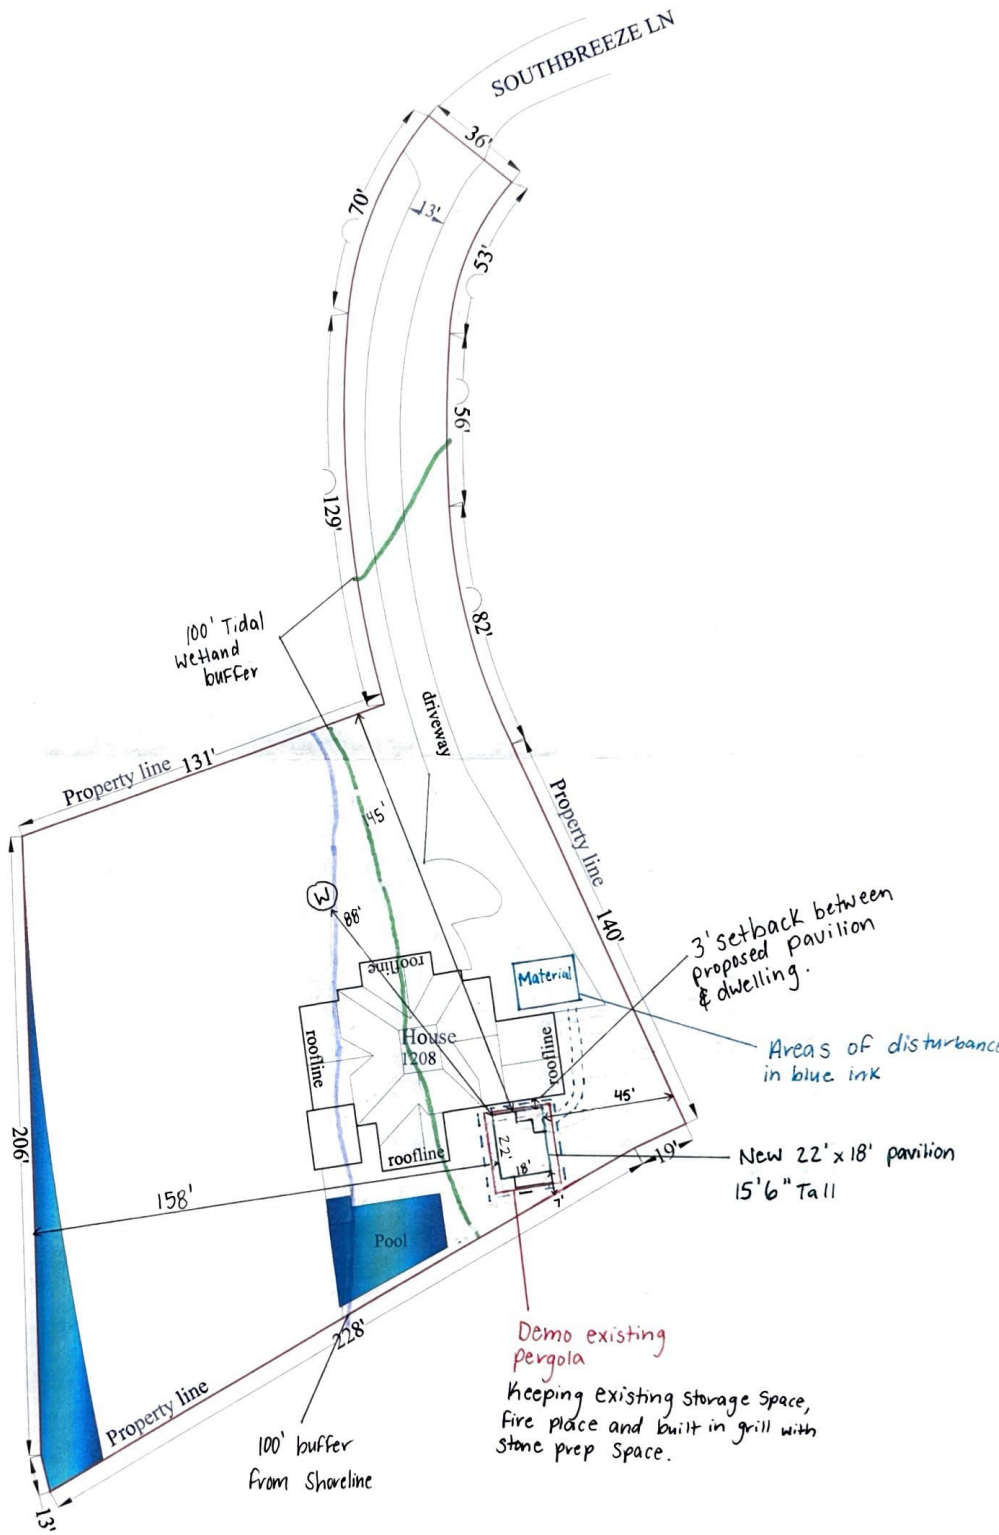 SOUTHBREEZE LN
36'
70'
13'
53'
56'
129'
82'
100' Tidal
Wetland
buffer
driveway
Property line 131'
Property line
140'
45'
W
88'
3' setback between
proposed pavilion
& dwelling.
roofline
Material
House
1208
roofline
roofline
Areas of disturbance
in blue ink
45'
22'
18'
roofline
19'
New 22' x 18' pavilion
15'6" Tall
206'
158'
7'
Pool
228'
Demo existing
pergola
Keeping existing storage space,
fire place and built in grill with
stone prep space.
Property line
100' buffer
from shoreline
13'